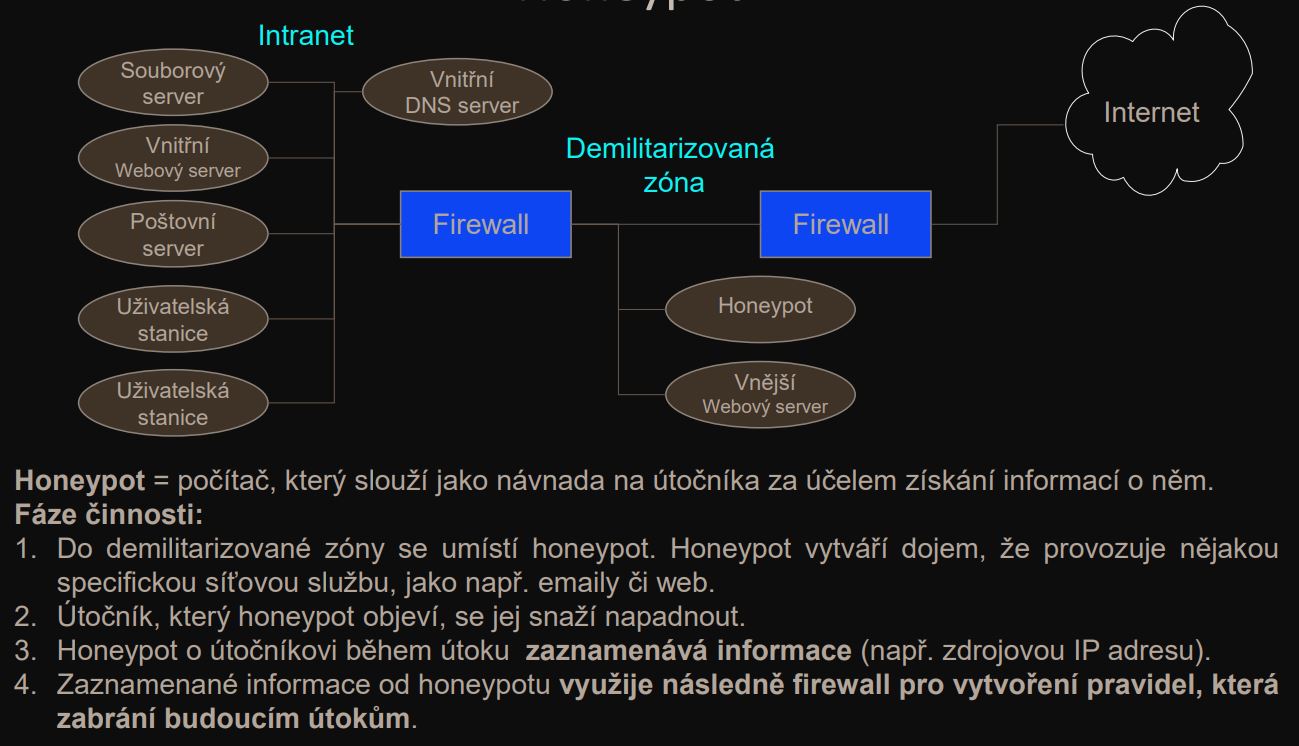 Intranet
Souborový
server
Vnitřní
DNS server
Vnitřní
Webový server
Poštovní
server
Uživatelská
stanice
Uživatelská
stanice
Firewall
Demilitarizovaná
zóna
Firewall
Internet
Honeypot
Vnější
Webový server
Honeypot = počítač, který slouží jako návnada na útočníka za účelem získání informací o něm.
Fáze činnosti:
1. Do demilitarizované zóny se umístí honeypot. Honeypot vytváří dojem, že provozuje nějakou
specifickou síťovou službu, jako např. emaily či web.
2. Útočník, který honeypot objeví, se jej snaží napadnout.
3. Honeypot o útočníkovi během útoku zaznamenává informace (např. zdrojovou IP adresu).
4. Zaznamenané informace od honeypotu využije následně firewall pro vytvoření pravidel, která
zabrání budoucím útokům.